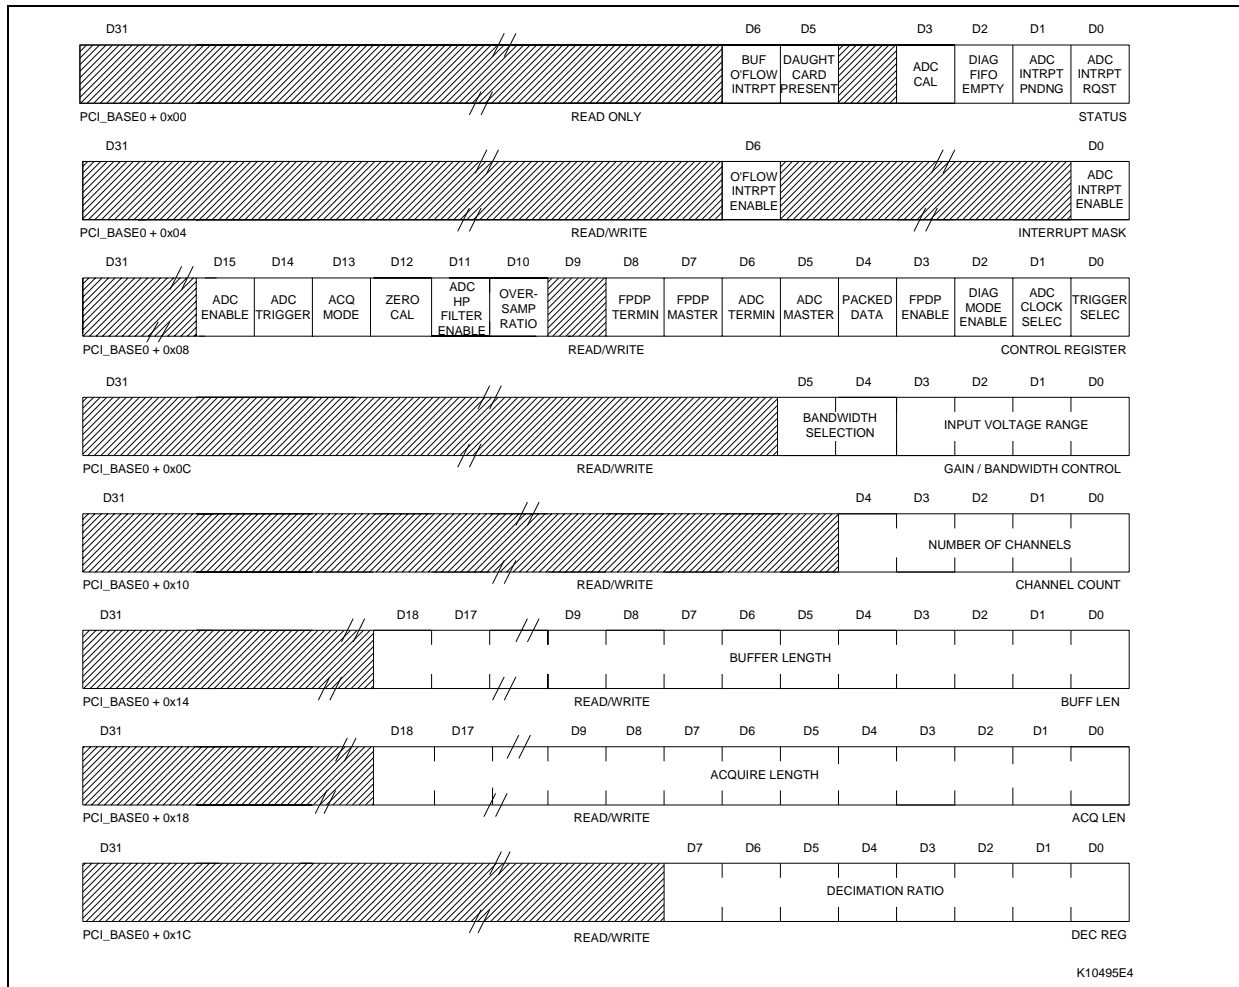 D31 D6 D5 D3 D2 D1 D0
BUF DAUGHT ADC DIAG ADC ADC
O'FLOW CARD CAL FIFO INTRPT INTRPT
INTRPT PRESENT EMPTY PNDNG RQST
PCI_BASE0 + 0x00 READ ONLY STATUS
D31 D6 D0
O'FLOW ADC
INTRPT INTRPT
ENABLE ENABLE
PCI_BASE0 + 0x04 READ/WRITE INTERRUPT MASK
D31 D15 D14 D13 D12 D11 D10 D9 D8 D7 D6 D5 D4 D3 D2 D1 D0
ADC ADC ACQ ZERO ADC OVER- FPDP FPDP ADC ADC PACKED FPDP DIAG ADC TRIGGER
ENABLE TRIGGER MODE CAL HP SAMP TERMIN MASTER TERMIN MASTER DATA ENABLE MODE CLOCK SELEC
FILTER RATIO ENABLE SELEC
ENABLE
PCI_BASE0 + 0x08 READ/WRITE CONTROL REGISTER
D31 D5 D4 D3 D2 D1 D0
BANDWIDTH INPUT VOLTAGE RANGE
SELECTION
PCI_BASE0 + 0x0C READ/WRITE GAIN / BANDWIDTH CONTROL
D31 D4 D3 D2 D1 D0
NUMBER OF CHANNELS
PCI_BASE0 + 0x10 READ/WRITE CHANNEL COUNT
D31 D18 D17 D9 D8 D7 D6 D5 D4 D3 D2 D1 D0
BUFFER LENGTH
PCI_BASE0 + 0x14 READ/WRITE BUFF LEN
D31 D18 D17 D9 D8 D7 D6 D5 D4 D3 D2 D1 D0
ACQUIRE LENGTH
PCI_BASE0 + 0x18 READ/WRITE ACQ LEN
D31 D7 D6 D5 D4 D3 D2 D1 D0
DECIMATION RATIO
PCI_BASE0 + 0x1C READ/WRITE DEC REG
K10495E4